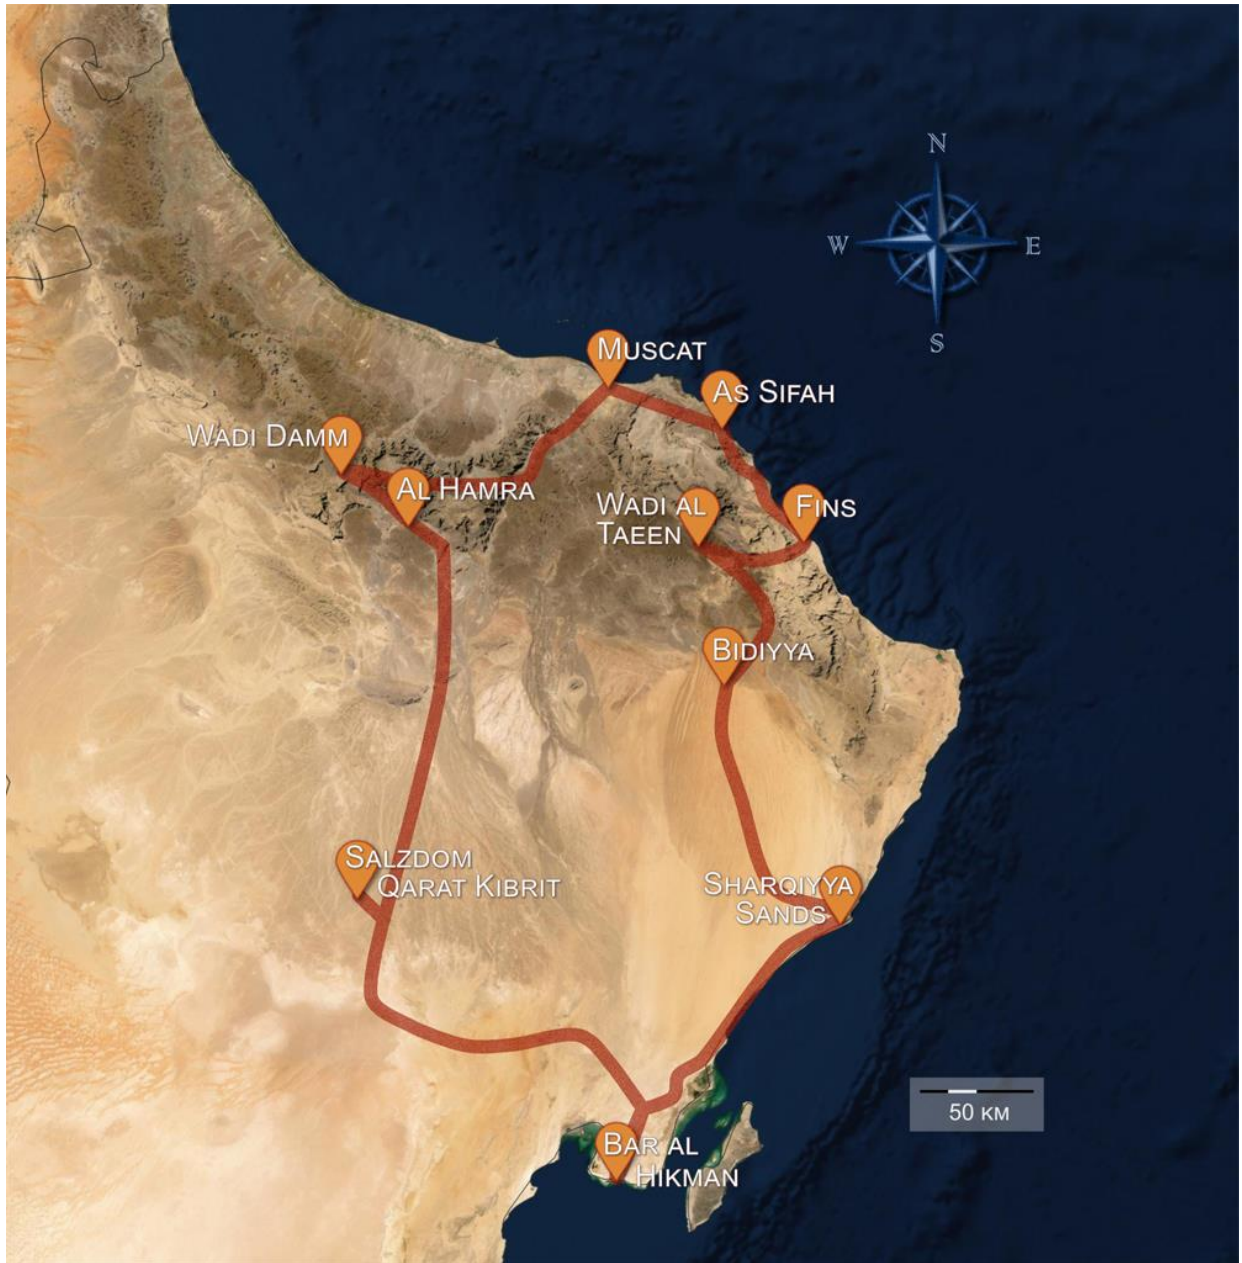 N
W E
S
MUSCAT
AS SIFAH
WADI DAMM
AL HAMRA
WADI AL
TAEEN
FINS
BIDIYYA
SALZDOM
QARAT KIBRIT
SHARQIYYA
SANDS
50 KM
BAR AL
HIKMAN